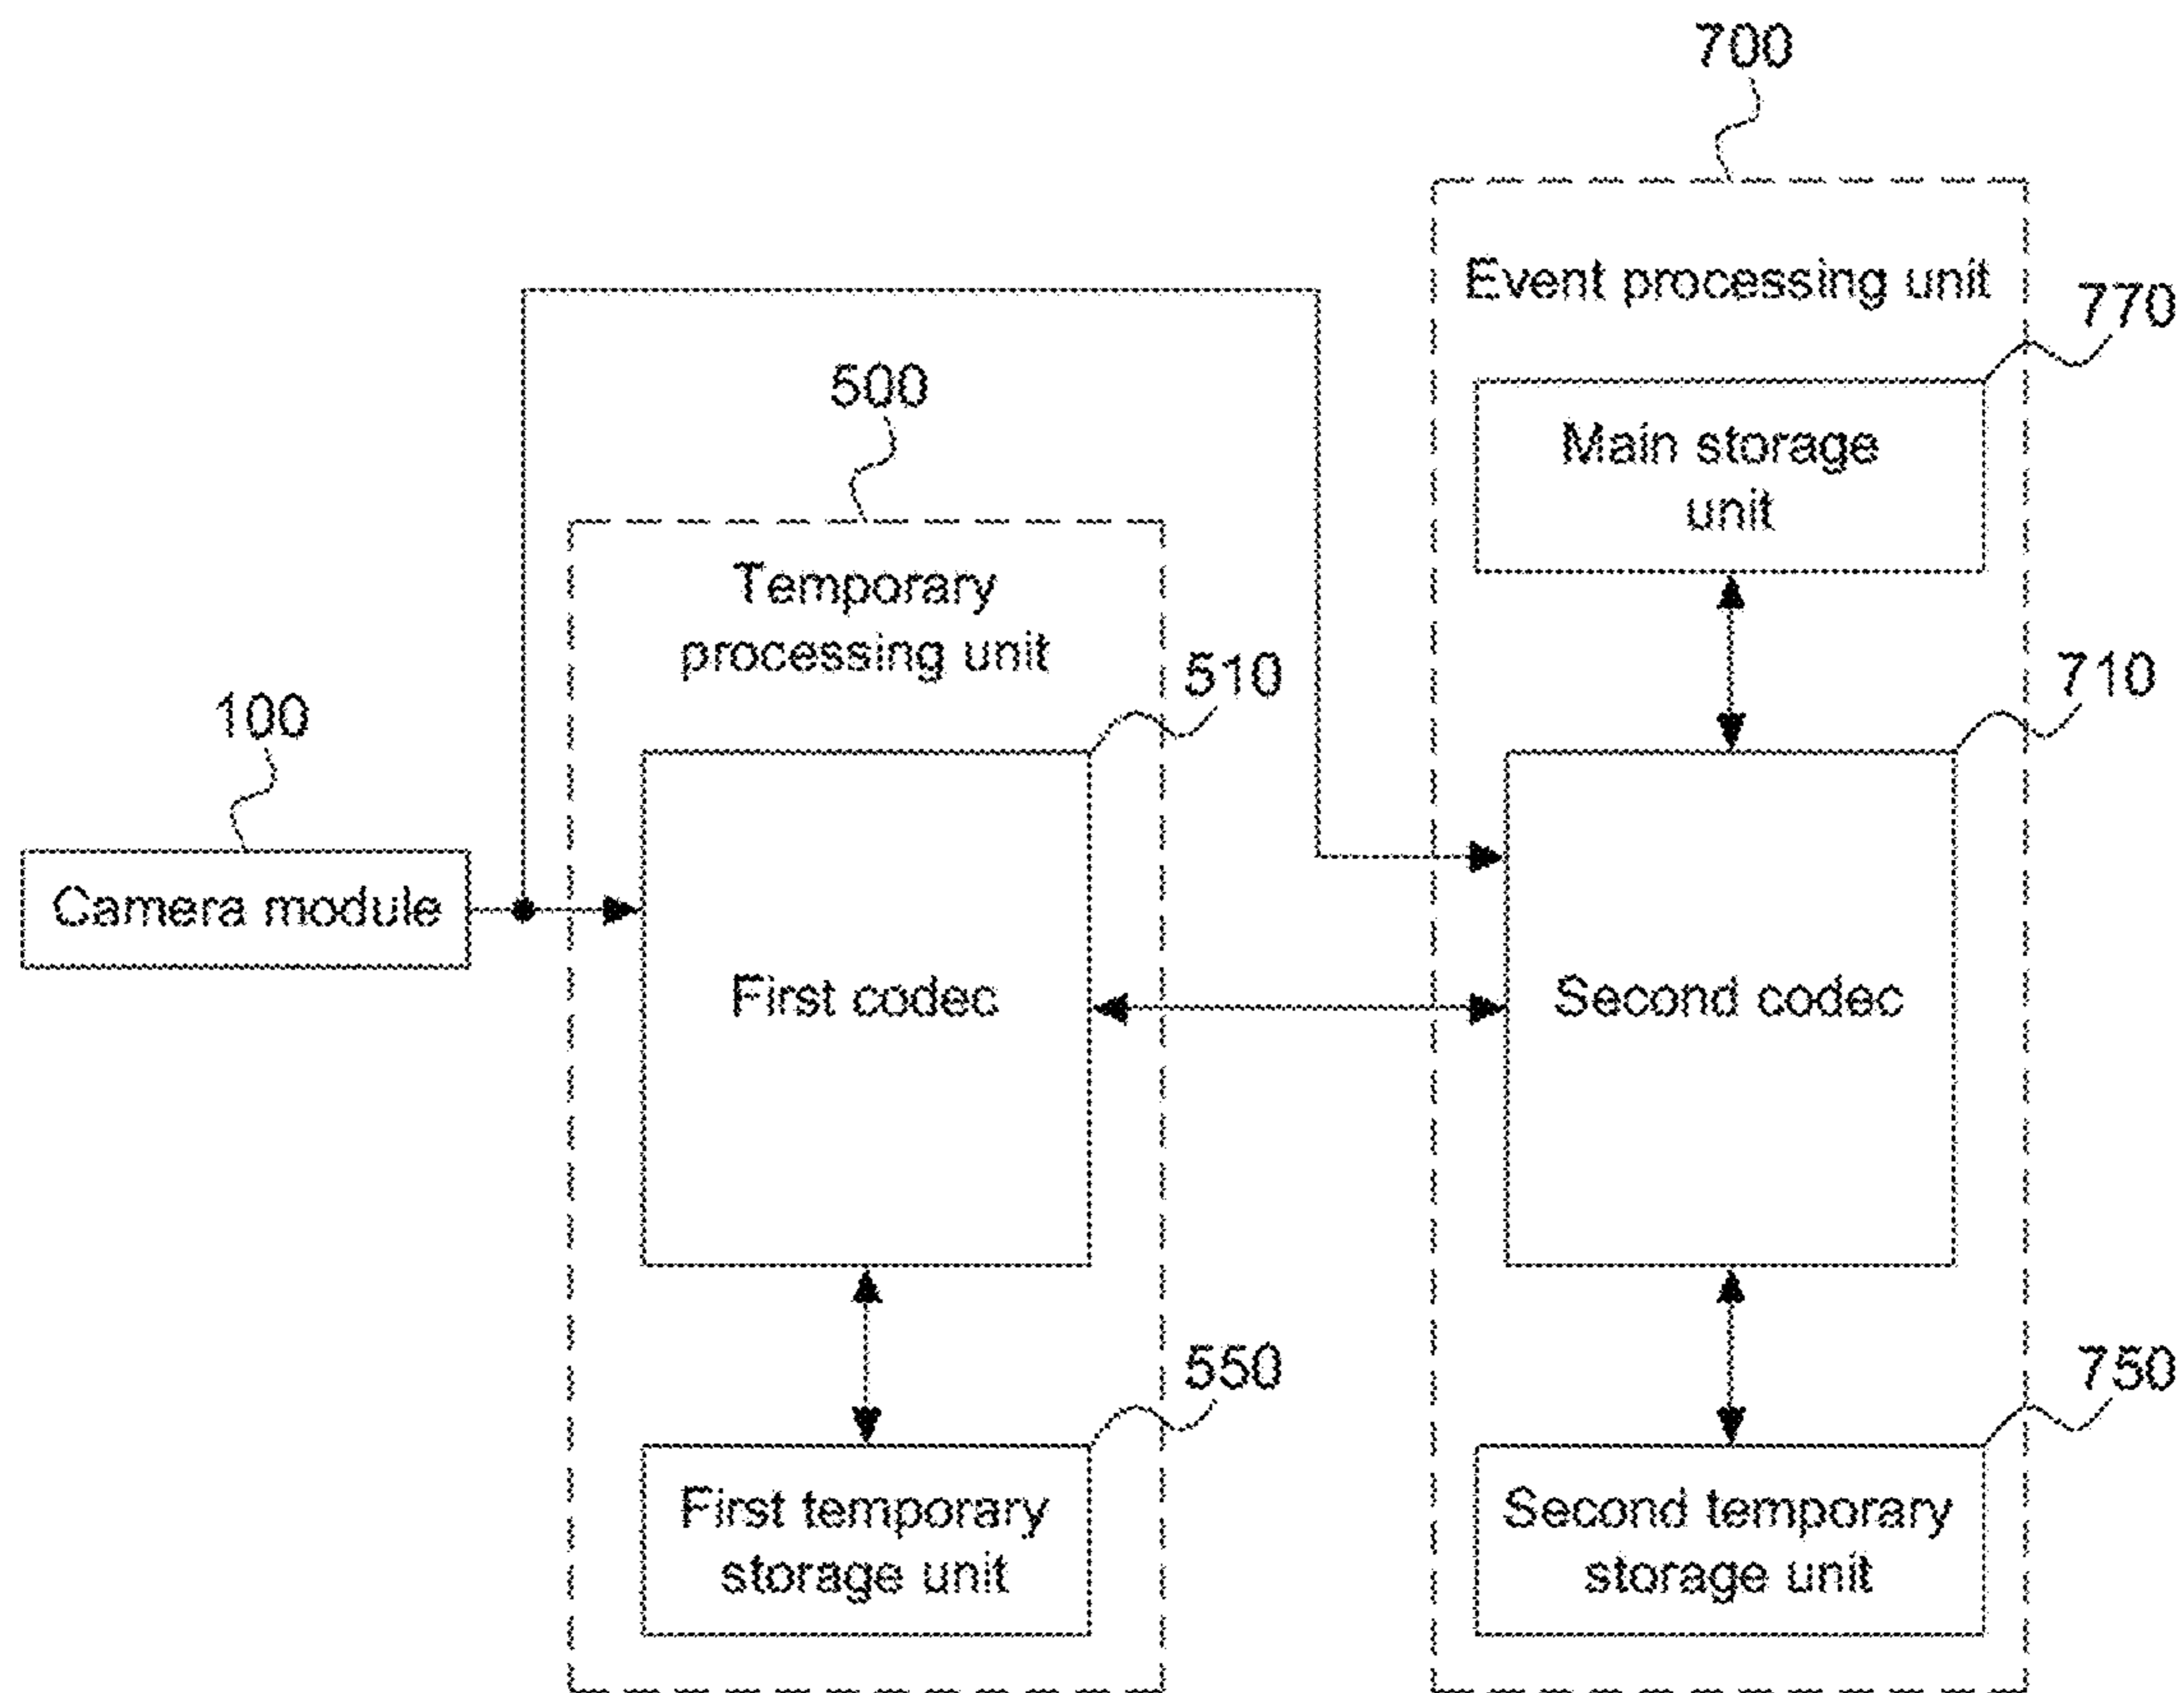 700
Event processing unit
770
500
Main storage
unit
Temporary
processing unit
510
710
100
Camera module
First codec
Second codec
550
750
First temporary
storage unit
Second temporary
storage unit